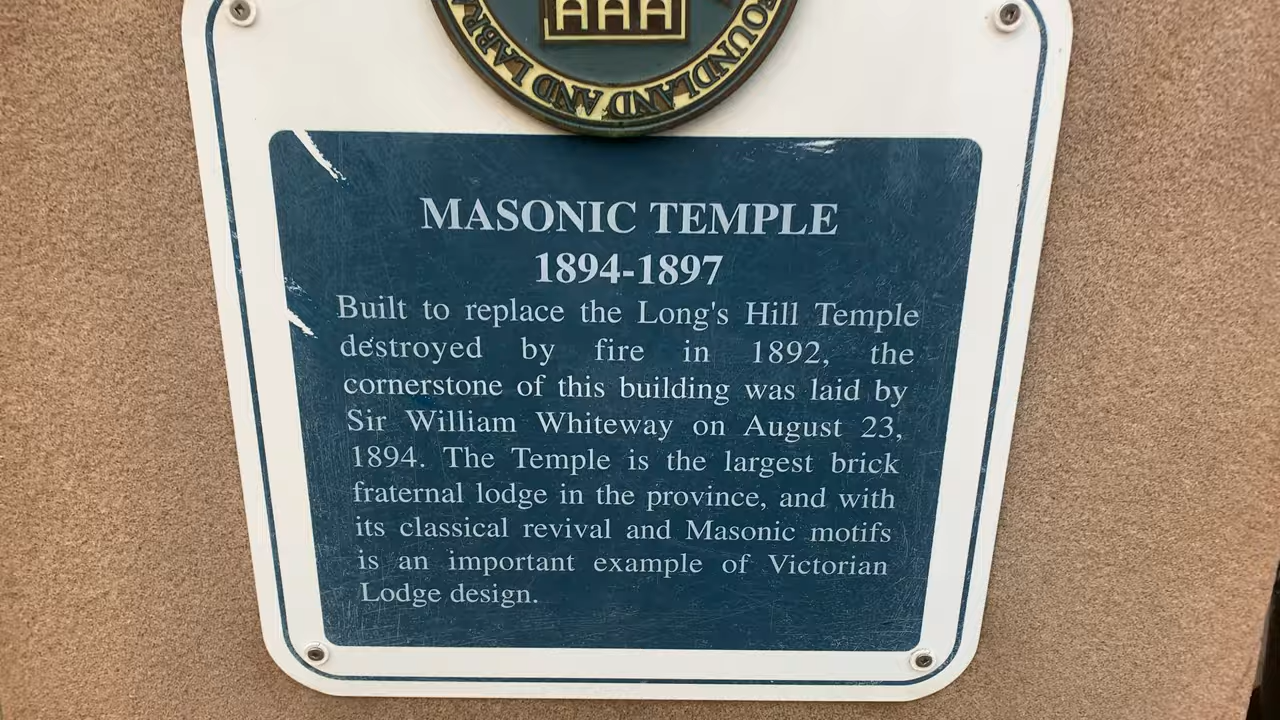 AND LABR
OUNDLAND
MASONIC TEMPLE
1894-1897
Built to replace the Long's Hill Temple
destroyed by fire in 1892, the
cornerstone of this building was laid by
Sir William Whiteway on August 23,
1894. The Temple is the largest brick
fraternal lodge in the province, and with
its classical revival and Masonic motifs
is an important example of Victorian
Lodge design.